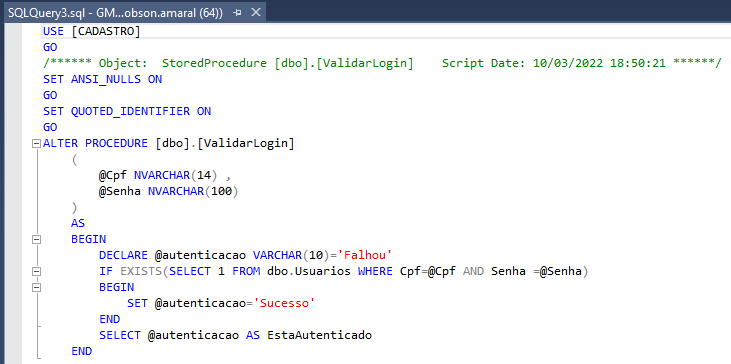 SQLQuery3.sql - GM...obson.amaral (64))
USE [CADASTRO]
GO
/****** Object:  StoredProcedure [dbo].[ValidarLogin]    Script Date: 10/03/2022 18:50:21 ******/
SET ANSI_NULLS ON
GO
SET QUOTED_IDENTIFIER ON
GO
ALTER PROCEDURE [dbo].[ValidarLogin]
(
@Cpf NVARCHAR(14) ,
@Senha NVARCHAR(100)
)
AS
BEGIN
DECLARE @autenticacao VARCHAR(10)='Falhou'
IF EXISTS(SELECT 1 FROM dbo.Usuarios WHERE Cpf=@Cpf AND Senha =@Senha)
BEGIN
SET @autenticacao='Sucesso'
END
SELECT @autenticacao AS EstaAutenticado
END